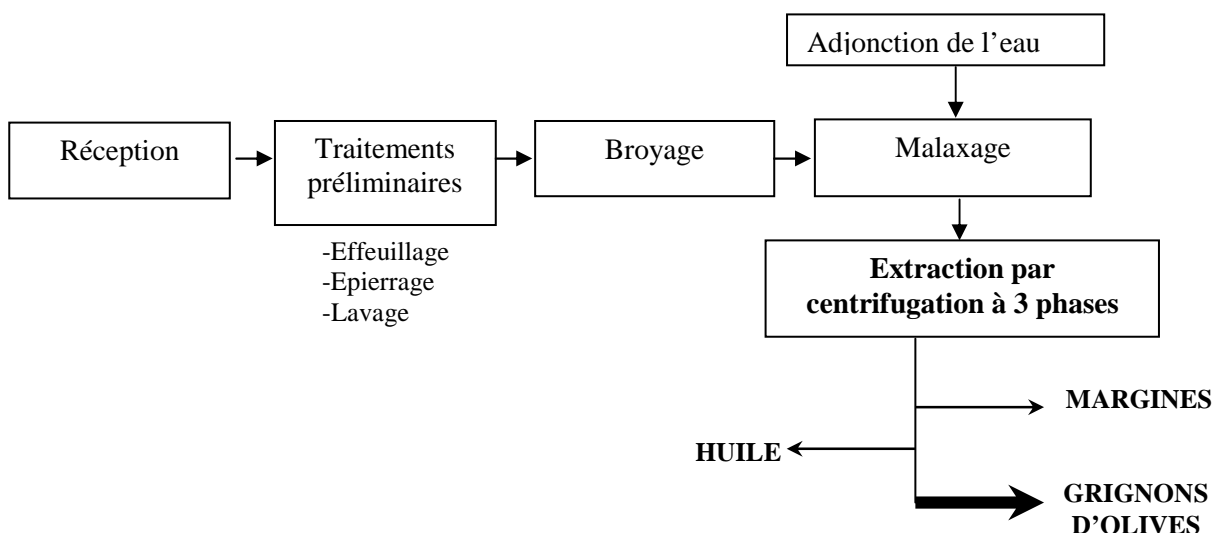 Adjonction de l’eau
Réception
Traitements
préliminaires
Broyage
Malaxage
-Effeuillage
-Epierrage
-Lavage
Extraction par
centrifugation à 3 phases
MARGINES
HUILE
GRIGNONS
D’OLIVES